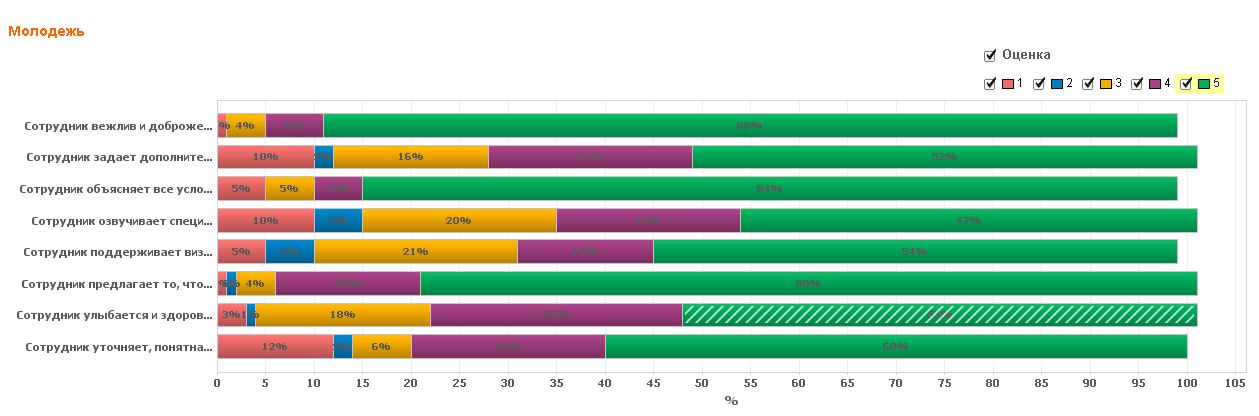 Молодежь
Оценка
1 2 3 4 5
Сотрудник вежлив и доброже... 4% 88%
Сотрудник задает дополните... 10% 16% 52%
Сотрудник объясняет все усло... 5% 5% 84%
Сотрудник озвучивает специ... 10% 20% 47%
Сотрудник поддерживает виз... 5% 21% 54%
Сотрудник предлагает то, что... 4% 80%
Сотрудник улыбается и здоров... 3% 18%
Сотрудник уточняет, понятна... 12% 6% 60%
0 5 10 15 20 25 30 35 40 45 50 55 60 65 70 75 80 85 90 95 100 105
%